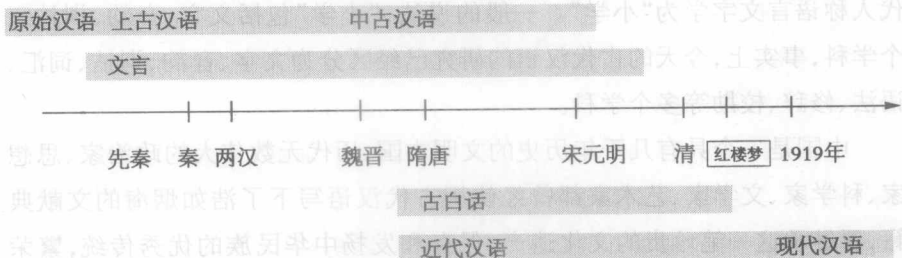 原始汉语 上古汉语 中古汉语
文言
先秦 秦 两汉 魏晋 隋唐 宋元明 清 红楼梦 1919年
古白话
近代汉语 现代汉语